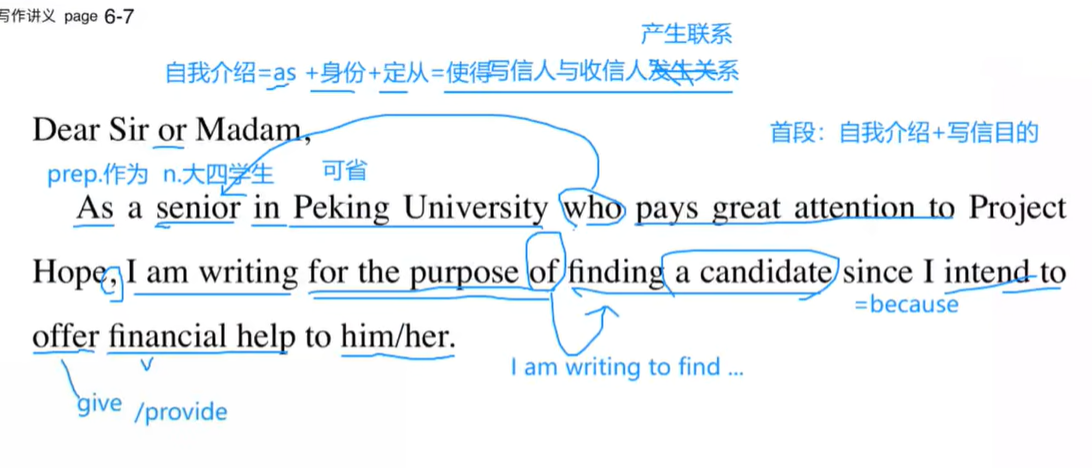 写作讲义 page 6-7
产生联系
自我介绍=as +身份+定从=使得写信人与收信人发生关系
Dear Sir or Madam,
首段：自我介绍+写信目的
prep.作为 n.大四学生 可省
As a senior in Peking University who pays great attention to Project
Hope, I am writing for the purpose of finding a candidate since I intend to
=because
offer financial help to him/her.
I am writing to find ...
give /provide